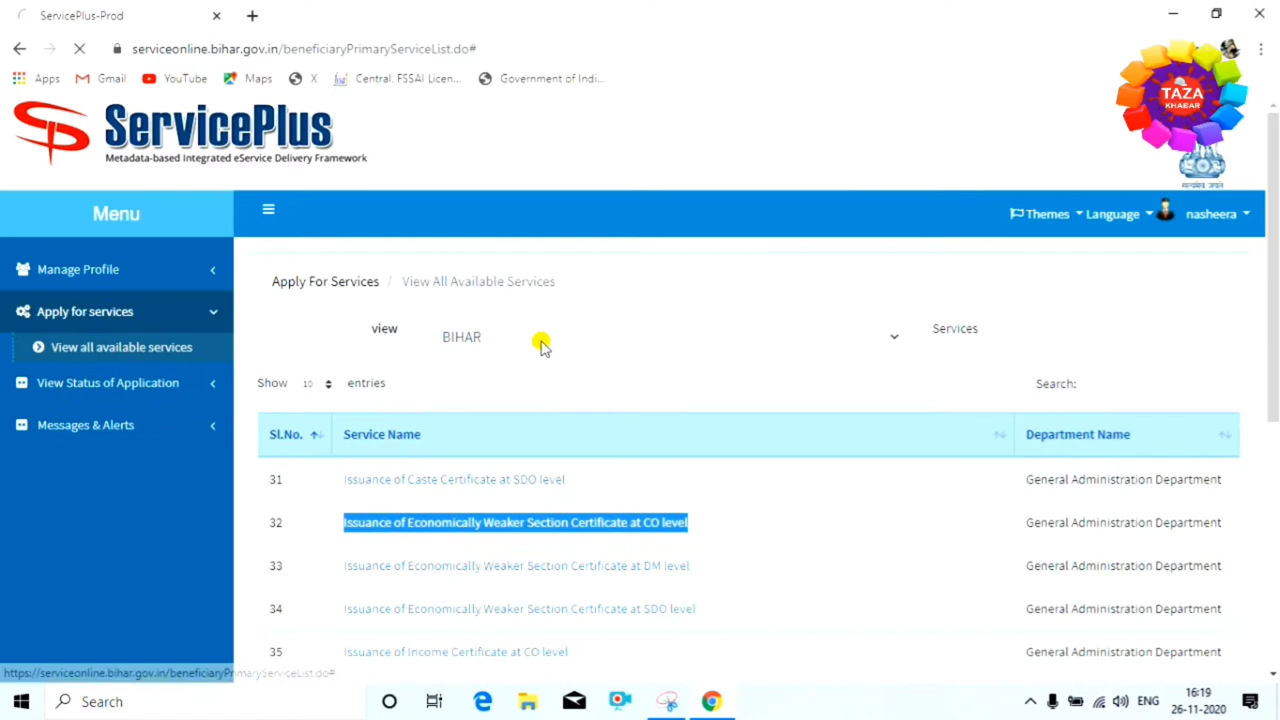 ServicePlus-Prod
serviceonline.bihar.gov.in/beneficiaryPrimaryServiceList.do#
Apps Gmail YouTube Maps X Central. FSSAI Licen... Government of Indi...
ServicePlus
Metadata-based Integrated eService Delivery Framework
TAZA
KHABAR
सत्यमेव जयते
Menu
Themes Language nasheera
Manage Profile
Apply for services
View all available services
View Status of Application
Messages & Alerts
Apply For Services / View All Available Services
view BIHAR Services
Show 10 entries Search:
Sl.No. Service Name Department Name
31 Issuance of Caste Certificate at SDO level General Administration Department
32 Issuance of Economically Weaker Section Certificate at CO level General Administration Department
33 Issuance of Economically Weaker Section Certificate at DM level General Administration Department
34 Issuance of Economically Weaker Section Certificate at SDO level General Administration Department
35 Issuance of Income Certificate at CO level General Administration Department
https://serviceonline.bihar.gov.in/beneficiaryPrimaryServiceList.do#
Search
ENG
16:19
26-11-2020